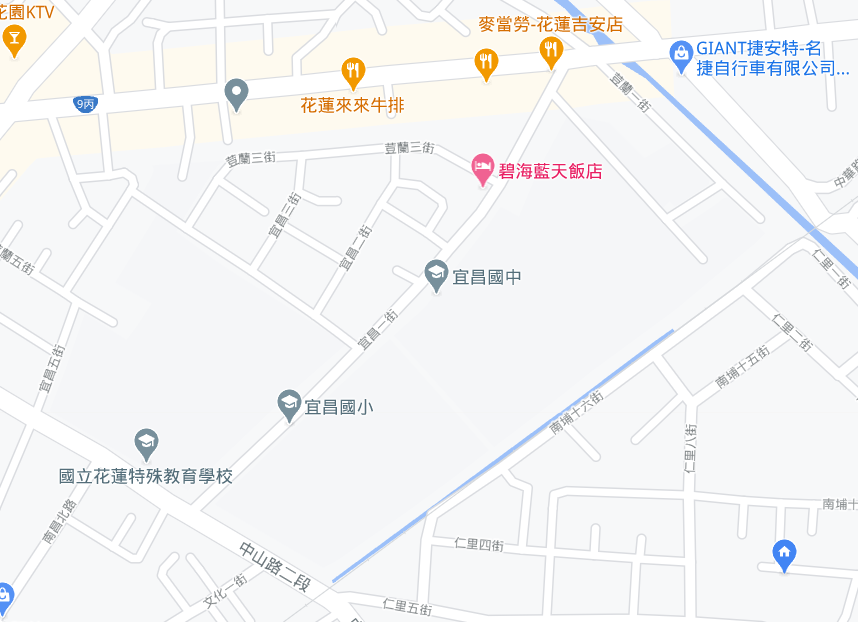 花園KTV
麥當勞-花蓮吉安店
GIANT捷安特-名
捷自行車有限公司...
9丙
花蓮來來牛排
荳蘭一街
荳蘭三街
荳蘭三街
碧海藍天飯店
中華路
宜昌三街
宜昌二街
荳蘭五街
宜昌國中
仁里一街
宜昌一街
仁里二街
宜昌五街
南埔十五街
宜昌國小
南埔十六街
仁里八街
國立花蓮特殊教育學校
南昌北路
南埔十
中山路二段
仁里四街
文化一街
仁里五街